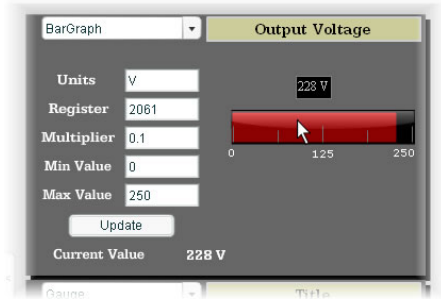 BarGraph
Output Voltage
Units V
228 V
Register 2061
Multiplier 0.1
0 125 250
Min Value 0
Max Value 250
Update
Current Value 228 V
Gauge
Title